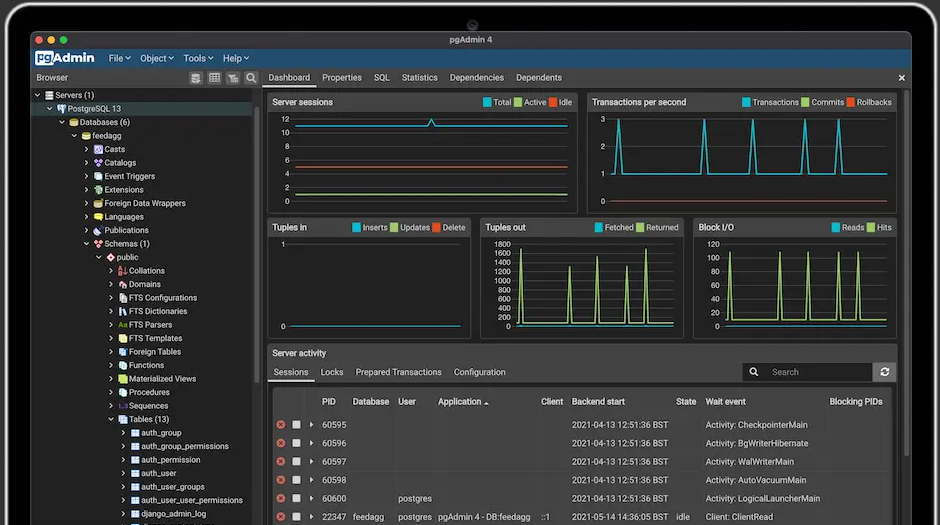 pgAdmin 4
pgAdmin File Object Tools Help
Browser
Dashboard Properties SQL Statistics Dependencies Dependents
Servers (1)
PostgreSQL 13
Databases (6)
feedagg
Casts
Catalogs
Event Triggers
Extensions
Foreign Data Wrappers
Languages
Publications
Schemas (1)
public
Collations
Domains
FTS Configurations
FTS Dictionaries
Aa FTS Parsers
FTS Templates
Foreign Tables
Functions
Materialized Views
Procedures
1..3 Sequences
Tables (13)
auth_group
auth_group_permissions
auth_permission
auth_user
auth_user_groups
auth_user_user_permissions
django_admin_log
Server sessions Total Active Idle
12
10
8
6
4
2
0
Transactions per second Transactions Commits Rollbacks
3
2
1
0
Tuples in Inserts Updates Delete
1
0
Tuples out Fetched Returned
1800
1600
1400
1200
1000
800
600
400
200
0
Block I/O Reads Hits
120
100
80
60
40
20
0
Server activity
Sessions Locks Prepared Transactions Configuration
Search
PID Database User Application Client Backend start State Wait event Blocking PIDs
60595 2021-04-13 12:51:36 BST Activity: CheckpointerMain
60596 2021-04-13 12:51:36 BST Activity: BgWriterHibernate
60597 2021-04-13 12:51:36 BST Activity: WalWriterMain
60598 2021-04-13 12:51:36 BST Activity: AutoVacuumMain
60600 postgres 2021-04-13 12:51:36 BST Activity: LogicalLauncherMain
22347 feedagg postgres pgAdmin 4 - DB:feedagg ::1 2021-05-14 14:36:05 BST idle Client: ClientRead